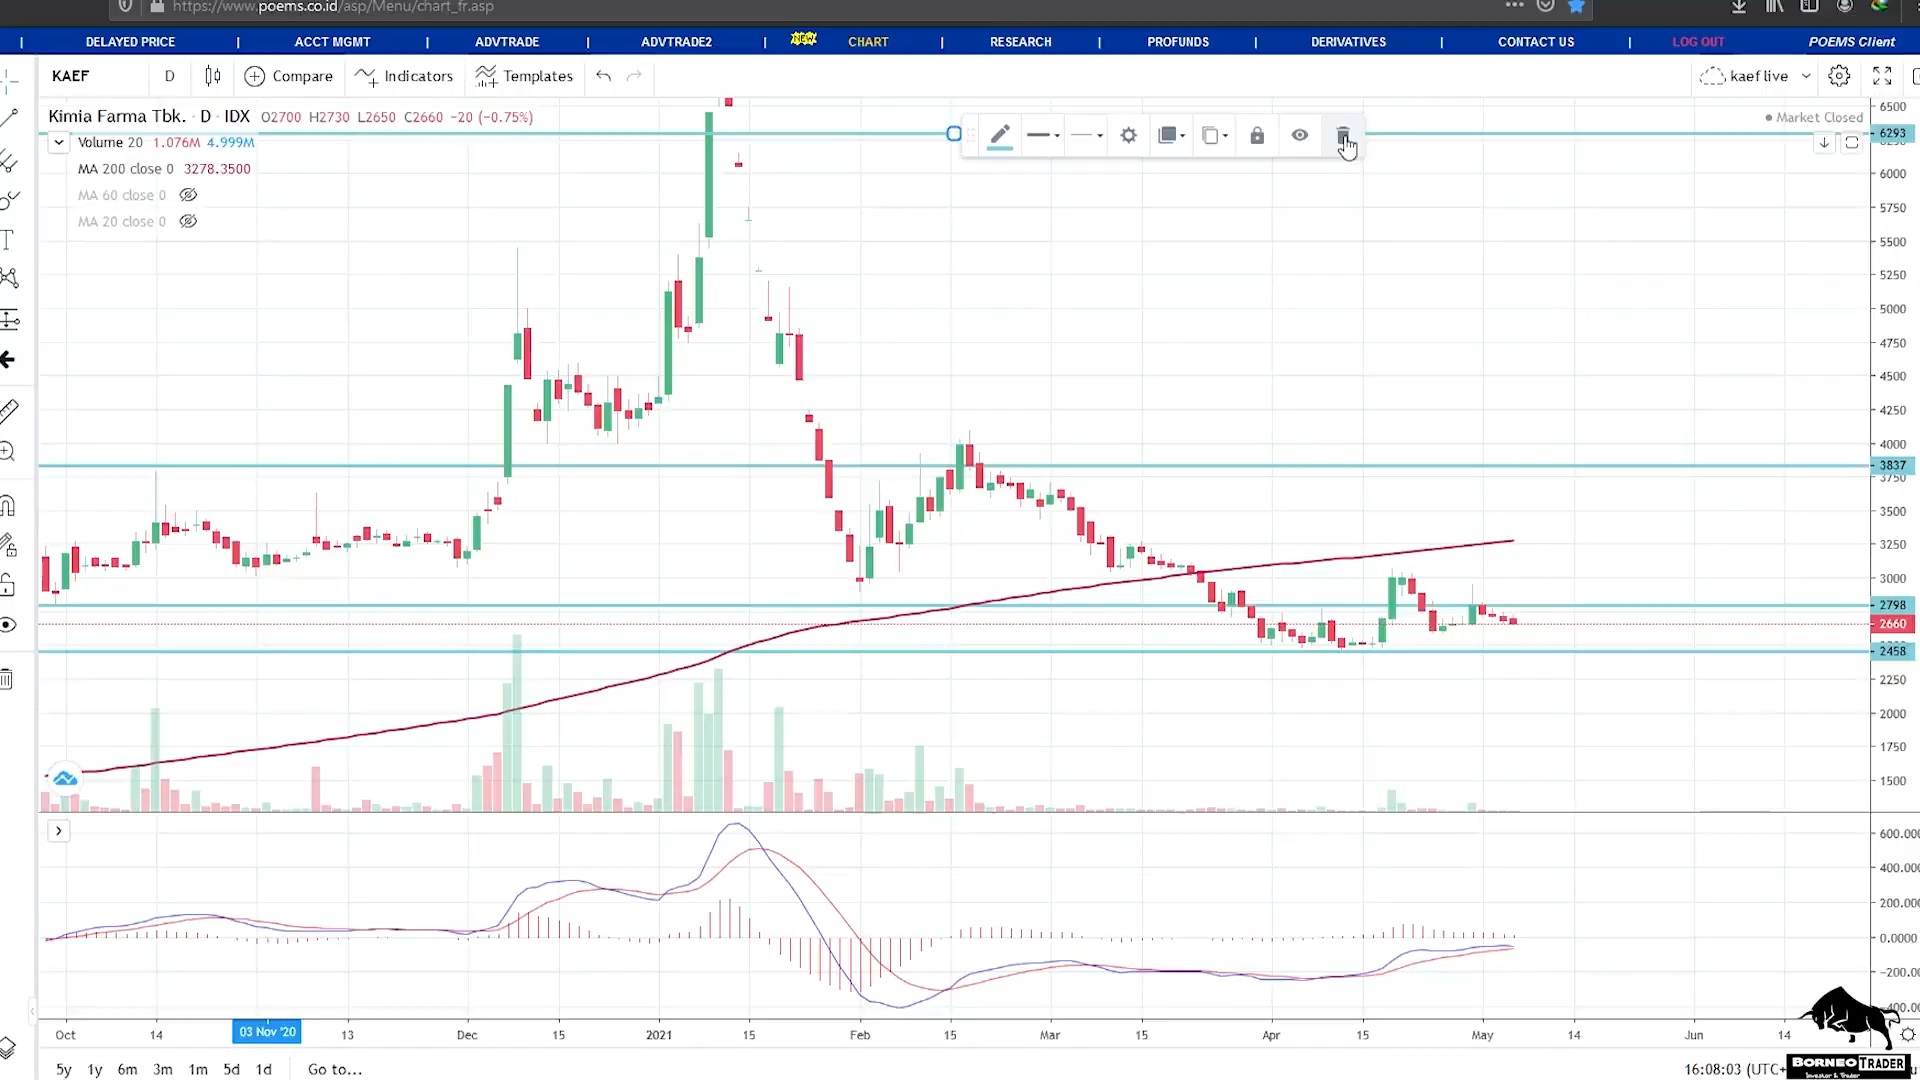 https://www.poems.co.id/asp/Menu/chart_fr.asp
| DELAYED PRICE | ACCT MGMT | ADVTRADE | ADVTRADE2 | NEW CHART | RESEARCH | PROFUNDS | DERIVATIVES | CONTACT US | LOG OUT POEMS Client
KAEF D Compare Indicators Templates kaef live
Kimia Farma Tbk. · D · IDX O2700 H2730 L2650 C2660 -20 (-0.75%)
Market Closed
Volume 20 1.076M 4.999M
MA 200 close 0 3278.3500
MA 60 close 0
MA 20 close 0
6500
6293
6000
5750
5500
5250
5000
4750
4500
4250
4000
3837
3750
3500
3250
3000
2798
2660
2458
2250
2000
1750
1500
600.000
400.000
200.000
0.0000
-200.000
Oct 14 03 Nov '20 13 Dec 15 2021 15 Feb 15 Mar 15 Apr 15 May 14 Jun 14
5y 1y 6m 3m 1m 5d 1d Go to...
16:08:03 (UTC+
BORNEO TRADER
Investor & Trader